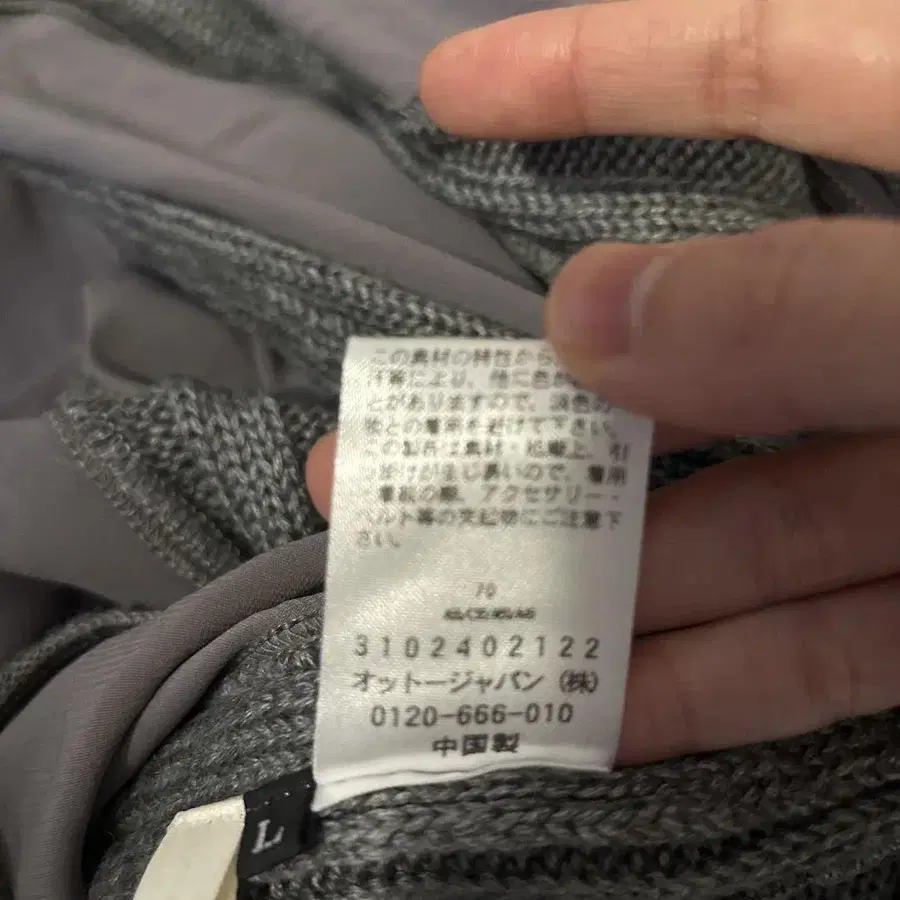 この素材の特性から
汗等により、他に色が
とがありますので、淡色の
物との着用を避けて下さい。
この製品は素材・組織上、引
掛けが生じ易いので、着用
着脱の際、アクセサリー・
ベルト等の突起物にご注意下
さい。
70
3102402122
オットージャパン（株）
0120-666-010
中国製
L